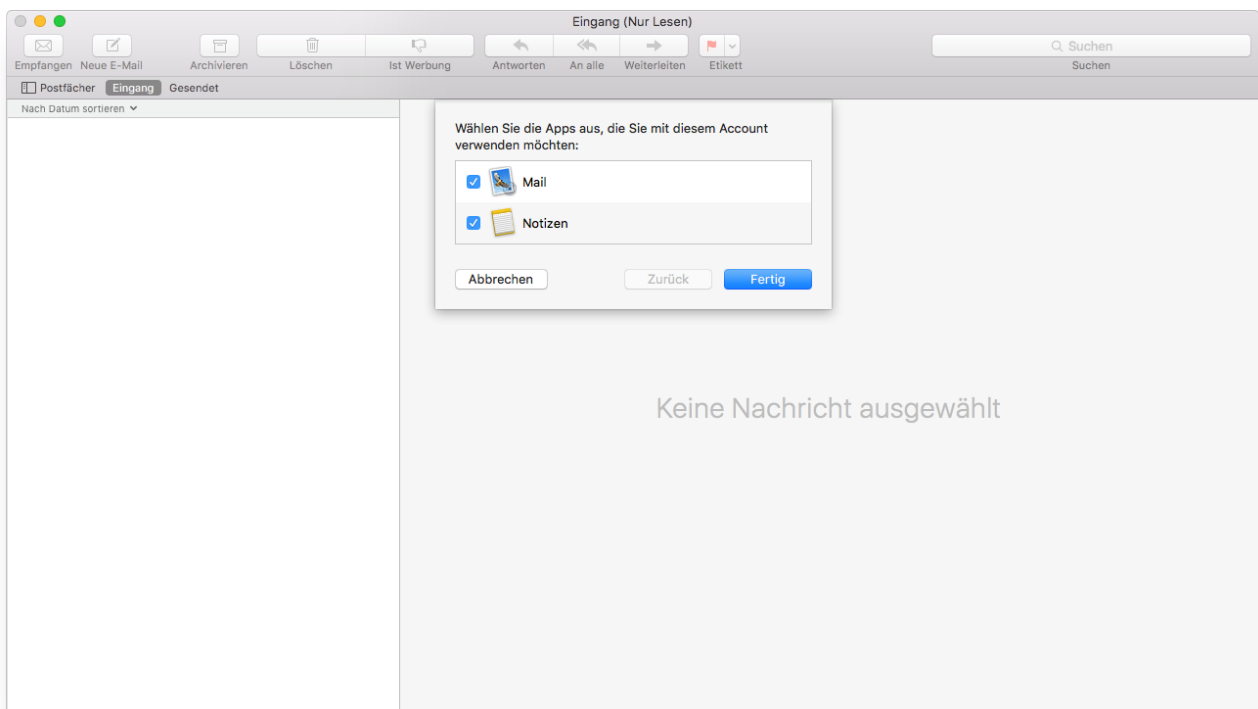 Eingang (Nur Lesen)
Suchen
Empfangen Neue E-Mail Archivieren Löschen Ist Werbung Antworten An alle Weiterleiten Etikett Suchen
Postfächer Eingang Gesendet
Nach Datum sortieren
Wählen Sie die Apps aus, die Sie mit diesem Account
verwenden möchten:
Mail
Notizen
Abbrechen Zurück Fertig
Keine Nachricht ausgewählt